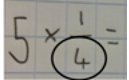 5 × 1/4 =